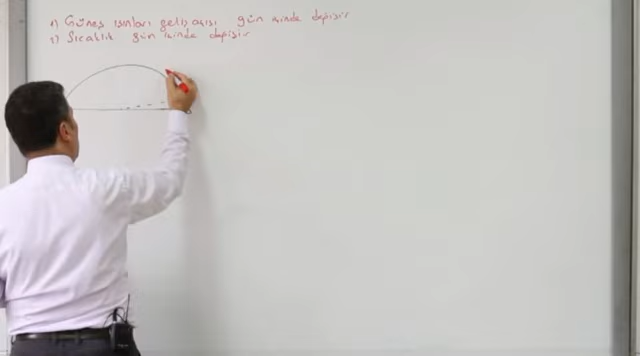 1) Güneş ışınları geliş açısı gün içinde değişir
2) Sıcaklık gün içinde değişir